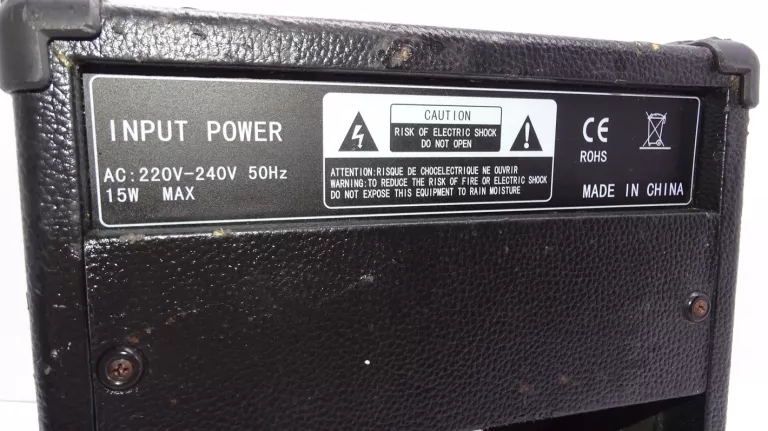 INPUT POWER
AC:220V-240V 50Hz
15W MAX
CAUTION
RISK OF ELECTRIC SHOCK
DO NOT OPEN
ATTENTION:RISQUE DE CHOCELECTRIQUE NE OUVRIR
WARNING:TO REDUCE THE RISK OF FIRE OR ELECTRIC SHOCK
DO NOT EXPOSE THIS EQUIPMENT TO RAIN MOISTURE
CE
ROHS
MADE IN CHINA